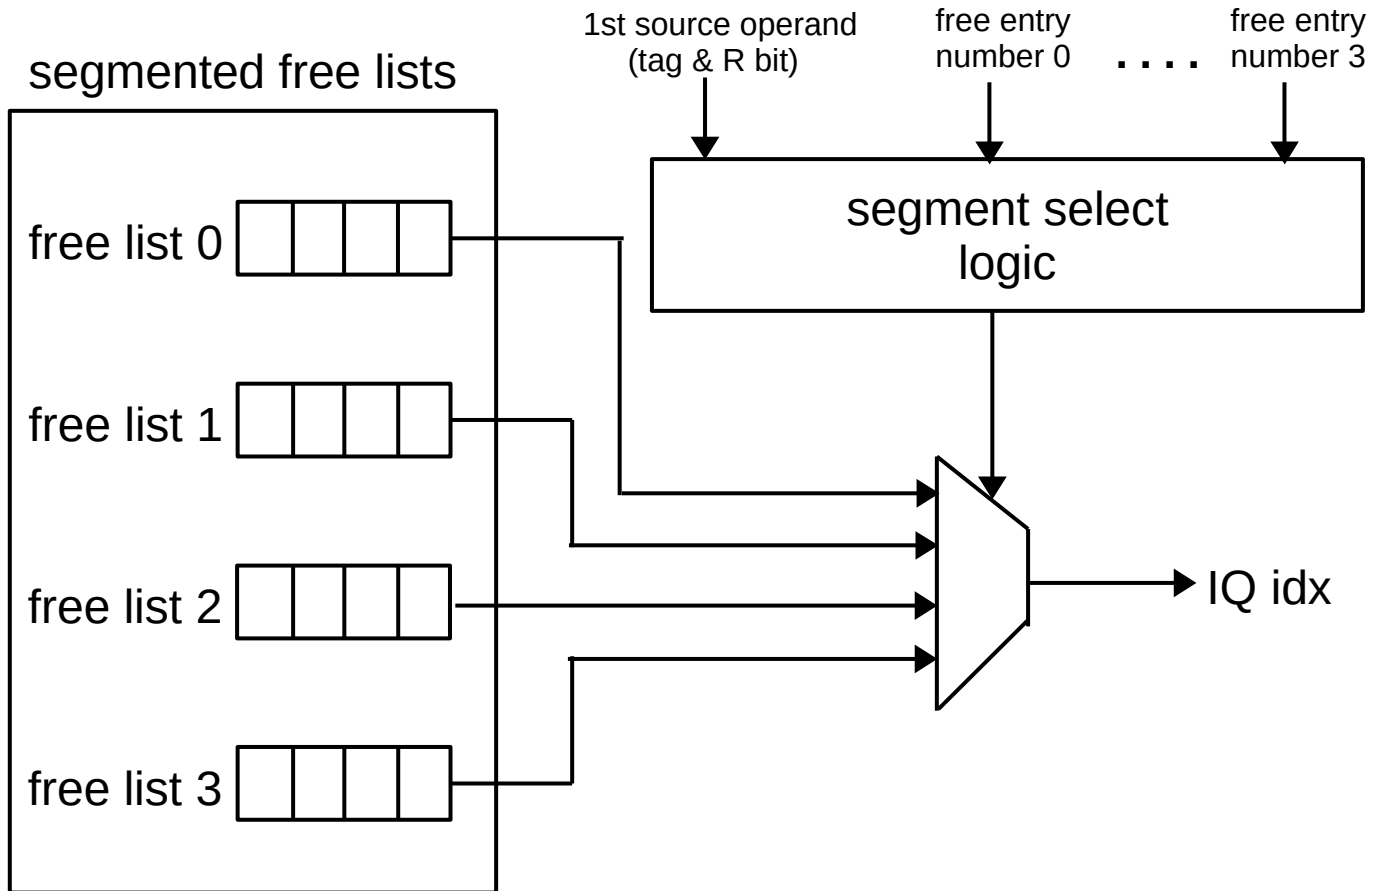 segmented free lists
1st source operand
(tag & R bit)
free entry
number 0
. . . .
free entry
number 3
segment select
logic
free list 0
free list 1
free list 2
free list 3
IQ idx